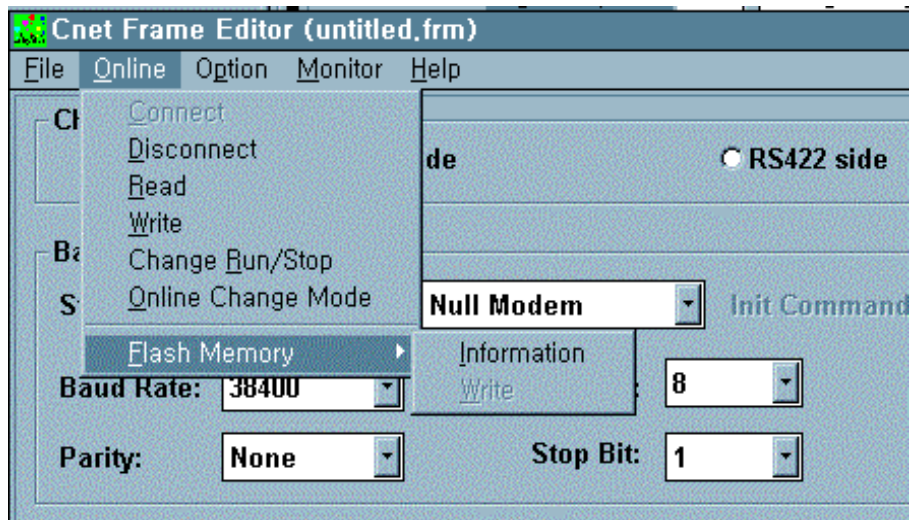 Cnet Frame Editor (untitled.frm)
File Online Option Monitor Help
Connect
Disconnect
de
RS422 side
Read
Write
Change Run/Stop
Online Change Mode
Null Modem
Init Command
Flash Memory
Information
Baud Rate: 38400
Write
: 8
Parity: None
Stop Bit: 1